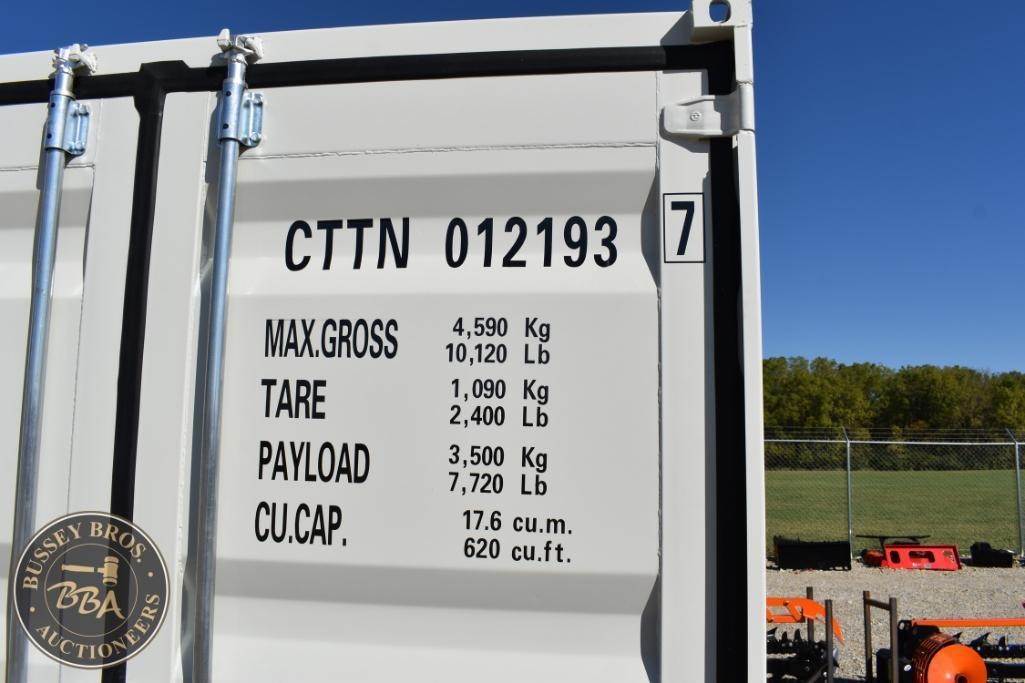 CTTN 012193 7
MAX.GROSS 4,590 Kg
10,120 Lb
TARE 1,090 Kg
2,400 Lb
PAYLOAD 3,500 Kg
7,720 Lb
CU.CAP. 17.6 cu.m.
620 cu.ft.
BUSSEY BROS.
BBA
AUCTIONEERS